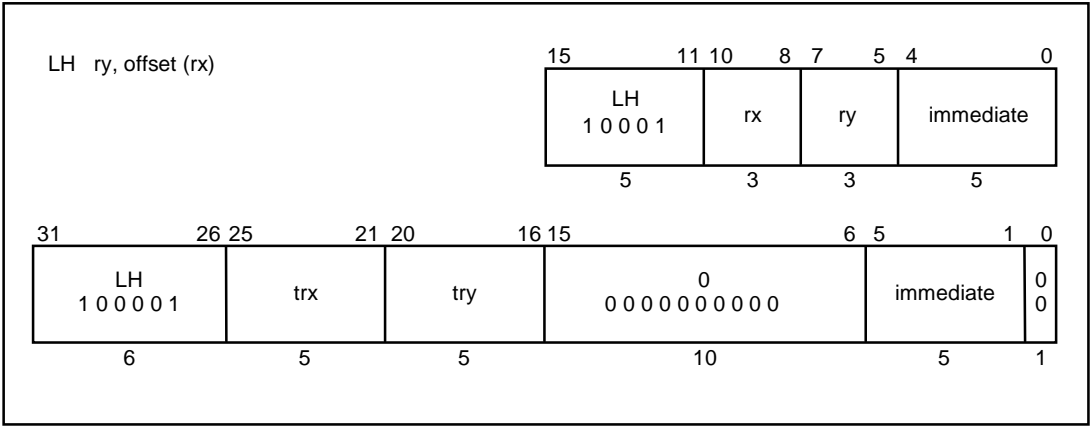 LH ry, offset (rx)
15 11 10 8 7 5 4 0
LH rx ry immediate
1 0 0 0 1
5 3 3 5
31 26 25 21 20 16 15 6 5 1 0
LH trx try 0 immediate 0
1 0 0 0 0 1 0 0 0 0 0 0 0 0 0 0 0
6 5 5 10 5 1